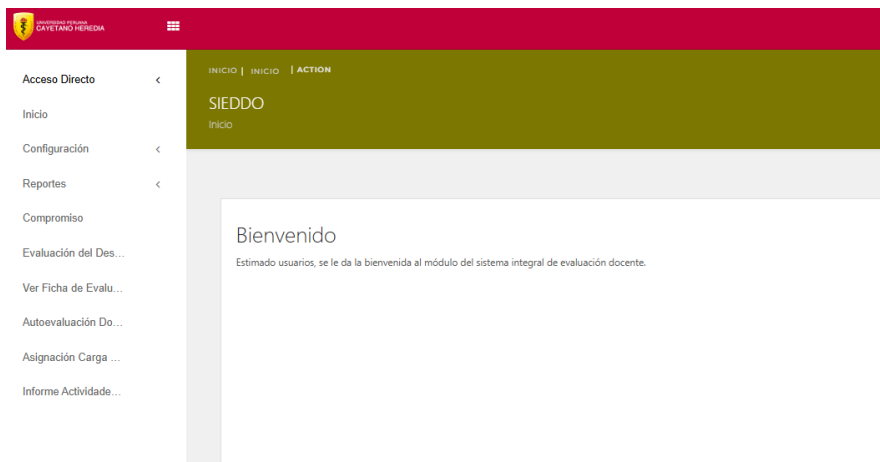 UNIVERSIDAD PERUANA
CAYETANO HEREDIA
Acceso Directo
Inicio
Configuración
Reportes
Compromiso
Evaluación del Des...
Ver Ficha de Evalu...
Autoevaluación Do...
Asignación Carga ...
Informe Actividade...
INICIO | INICIO | ACTION
SIEDDO
Inicio
Bienvenido
Estimado usuarios, se le da la bienvenida al módulo del sistema integral de evaluación docente.